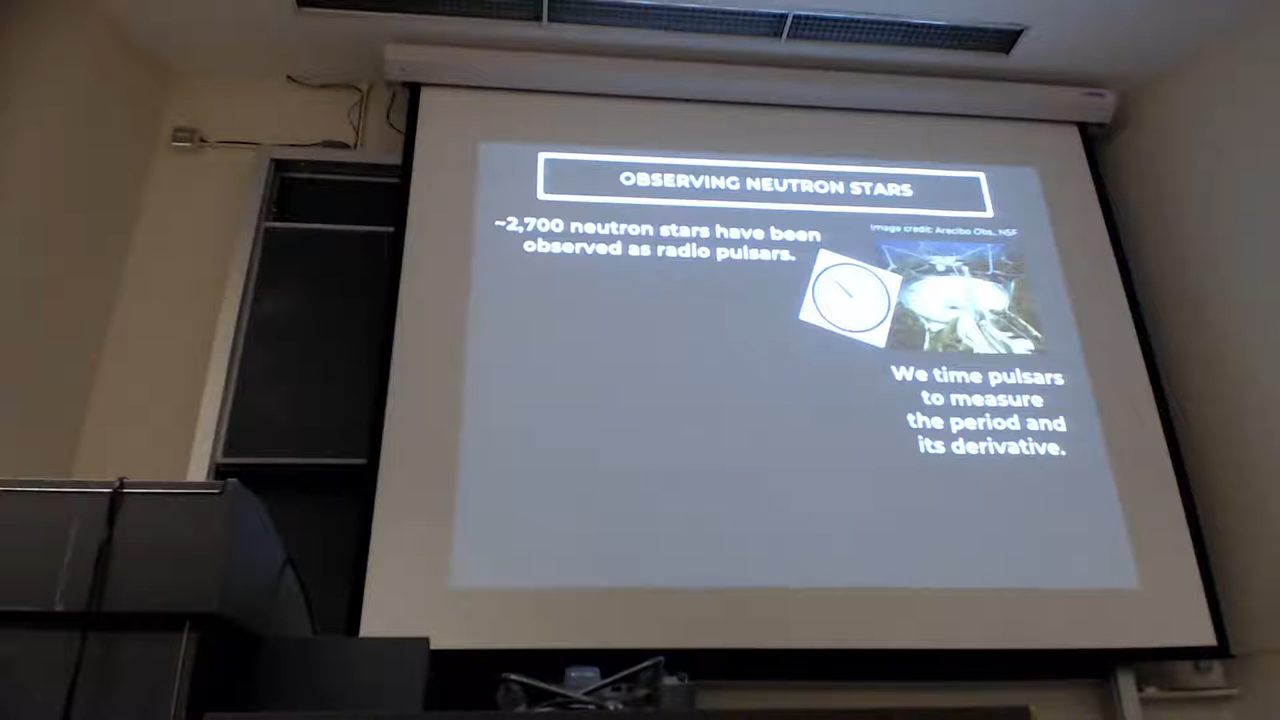 OBSERVING NEUTRON STARS
~2,700 neutron stars have been
observed as radio pulsars.
Image credit: Arecibo Obs., NSF
We time pulsars
to measure
the period and
its derivative.